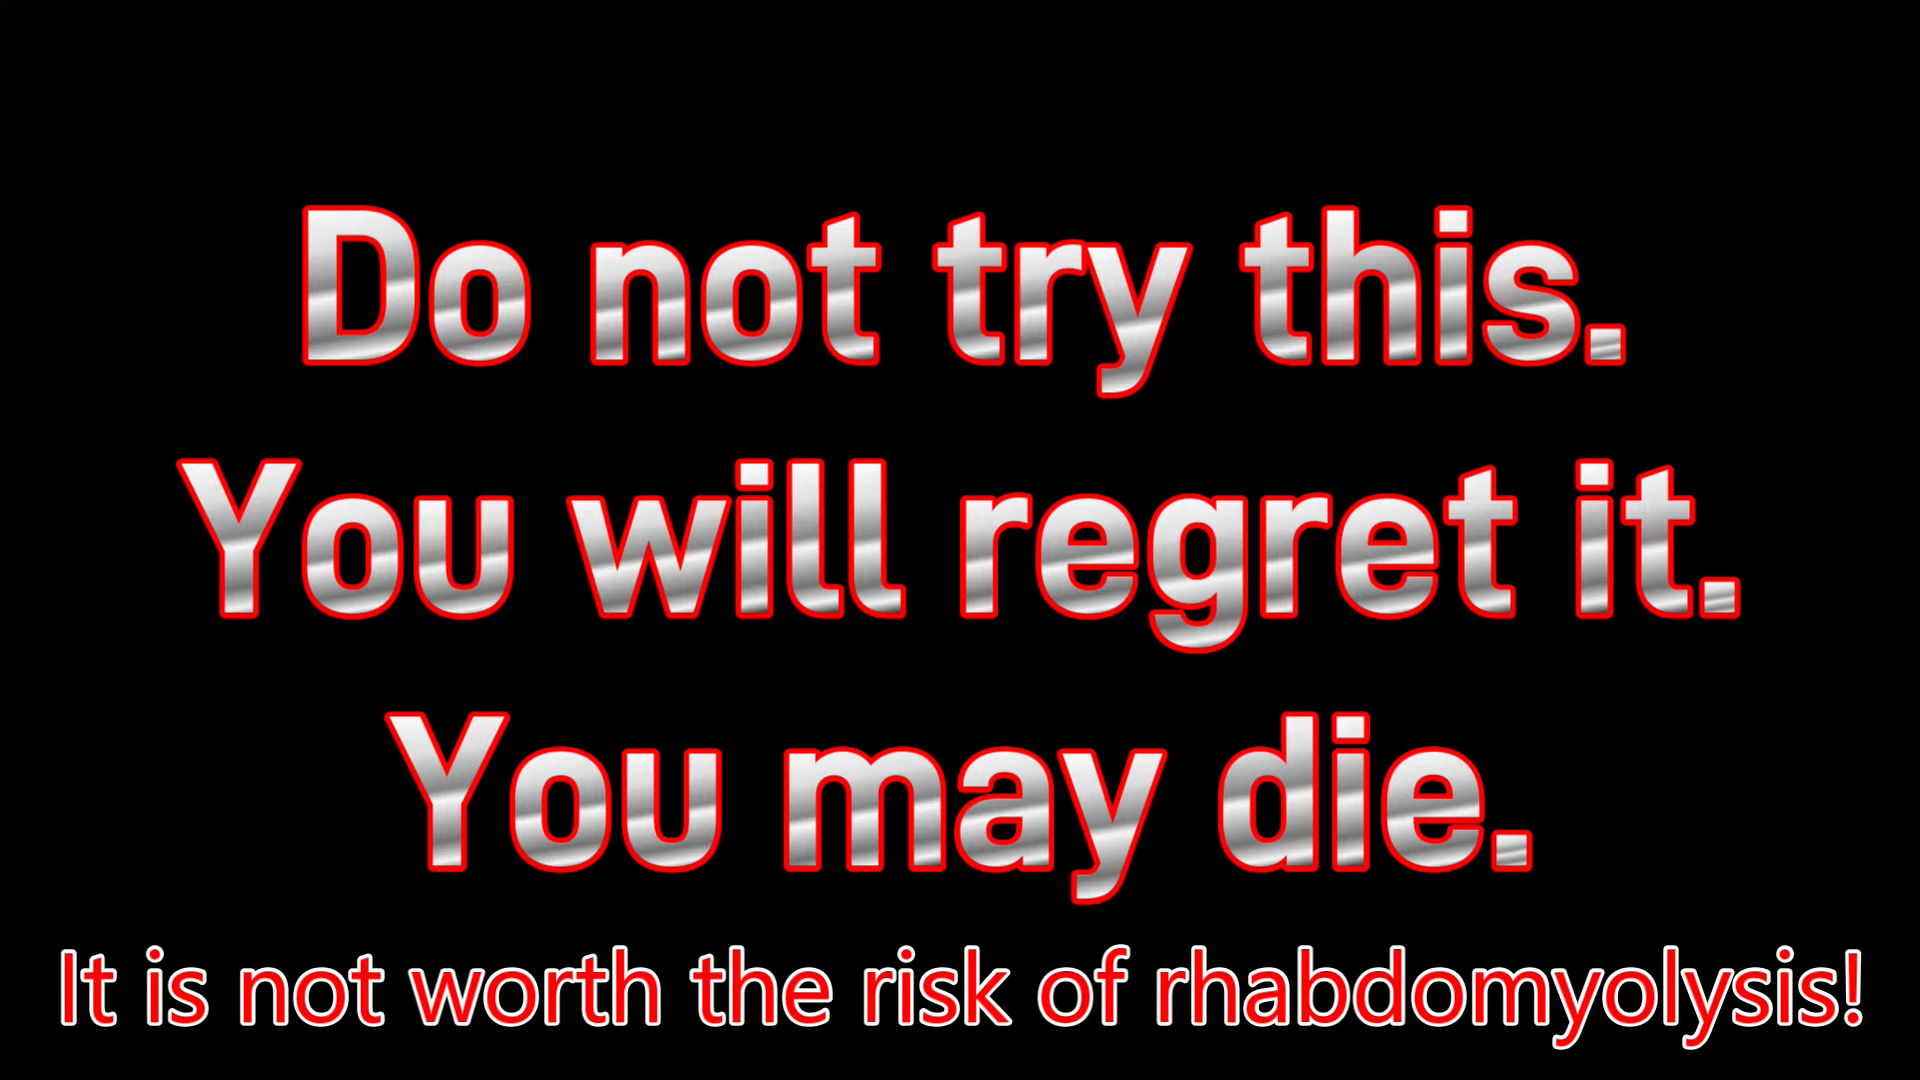 Do not try this.
You will regret it.
You may die.
It is not worth the risk of rhabdomyolysis!